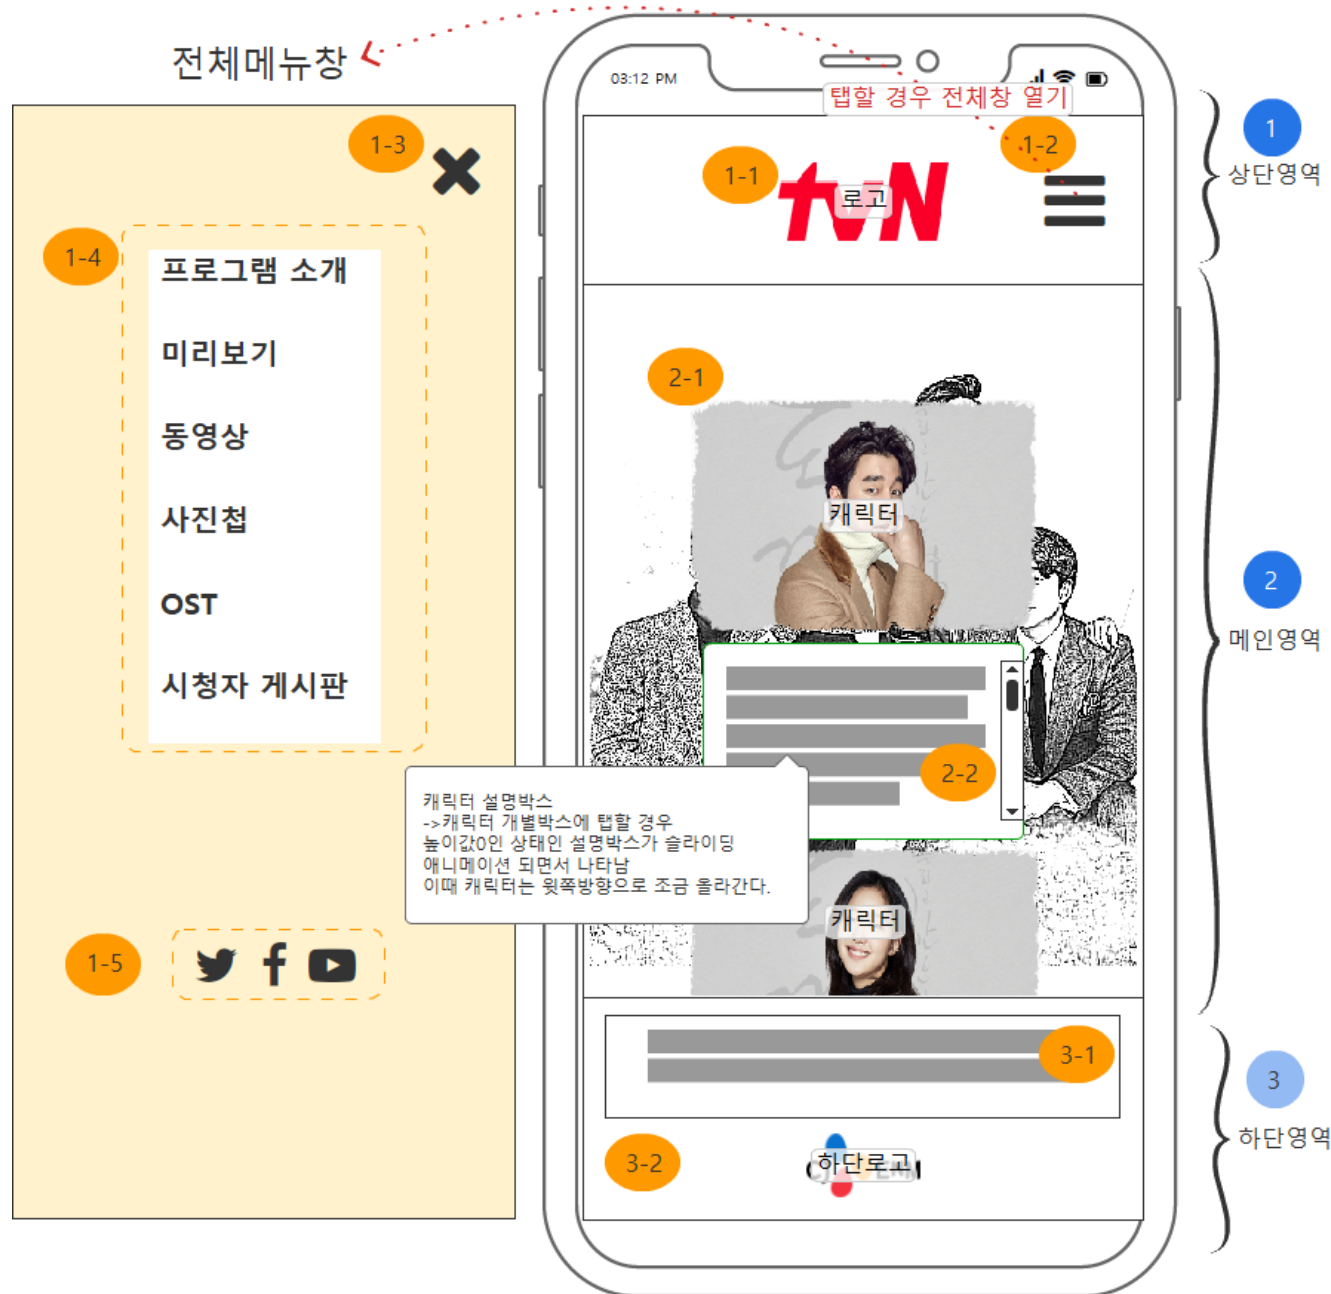 전체메뉴창
03:12 PM
탭할 경우 전체창 열기
1
상단영역
1-3
1-1
tvN
로고
1-2
1-4
프로그램 소개
미리보기
동영상
사진첩
OST
시청자 게시판
2-1
캐릭터
2
메인영역
2-2
캐릭터 설명박스
->캐릭터 개별박스에 탭할 경우
높이값0인 상태인 설명박스가 슬라이딩
애니메이션 되면서 나타남
이때 캐릭터는 윗쪽방향으로 조금 올라간다.
캐릭터
1-5
3-1
3
하단영역
3-2
하단로고